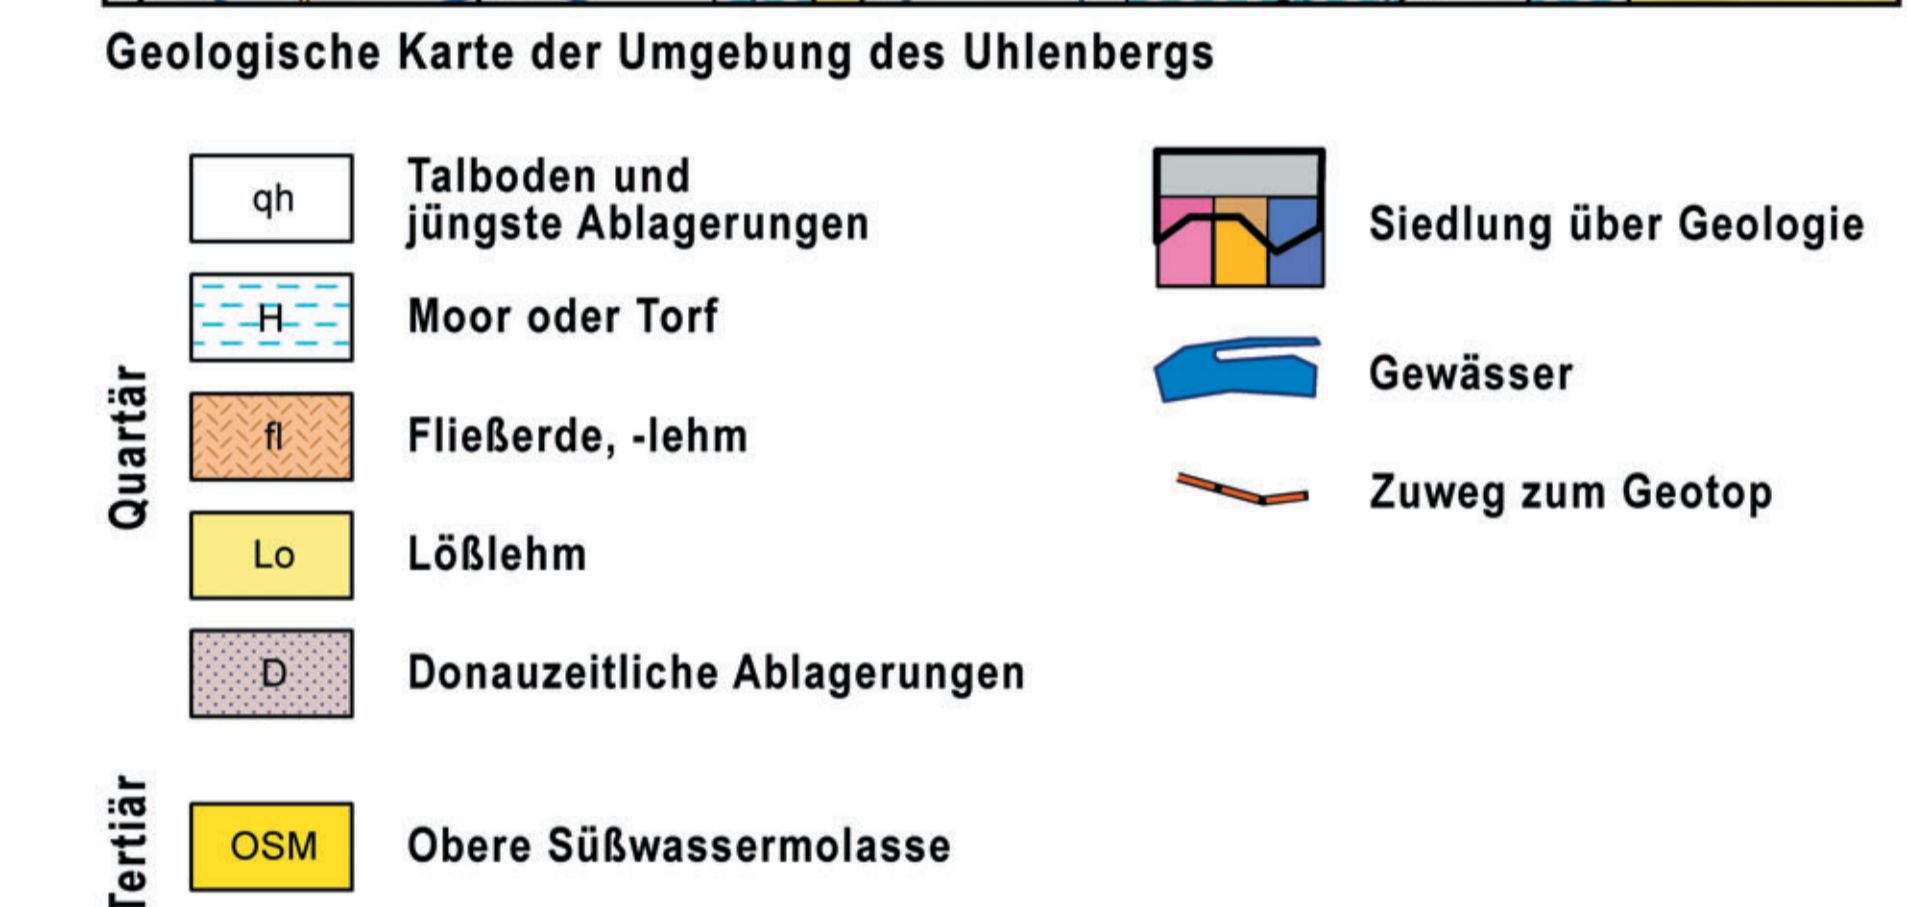 Geologische Karte der Umgebung des Uhlenbergs
Quartär
qh
Talboden und
jüngste Ablagerungen
H
Moor oder Torf
fl
Fließerde, -lehm
Lo
Lößlehm
D
Donauzeitliche Ablagerungen
Tertiär
OSM
Obere Süßwassermolasse
Siedlung über Geologie
Gewässer
Zuweg zum Geotop